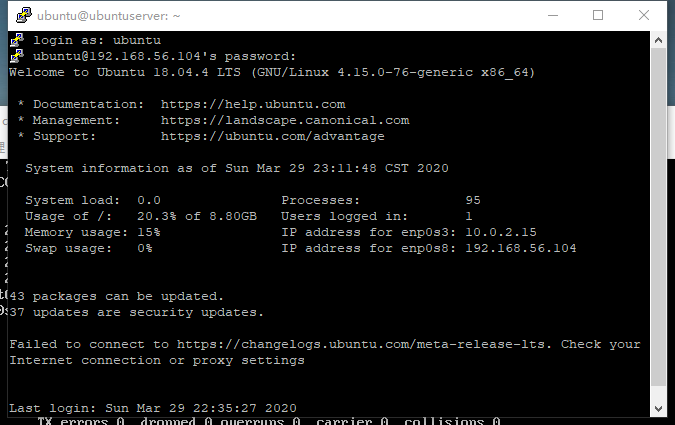 ubuntu@ubuntuserver: ~
login as: ubuntu
ubuntu@192.168.56.104's password:
Welcome to Ubuntu 18.04.4 LTS (GNU/Linux 4.15.0-76-generic x86_64)
* Documentation:  https://help.ubuntu.com
* Management:     https://landscape.canonical.com
* Support:        https://ubuntu.com/advantage
System information as of Sun Mar 29 23:11:48 CST 2020
System load:  0.0               Processes:             95
Usage of /:   20.3% of 8.80GB   Users logged in:       1
Memory usage: 15%               IP address for enp0s3: 10.0.2.15
Swap usage:   0%                IP address for enp0s8: 192.168.56.104
43 packages can be updated.
37 updates are security updates.
Failed to connect to https://changelogs.ubuntu.com/meta-release-lts. Check your
Internet connection or proxy settings
Last login: Sun Mar 29 22:35:27 2020
TX errors 0  dropped 0 overruns 0  carrier 0  collisions 0